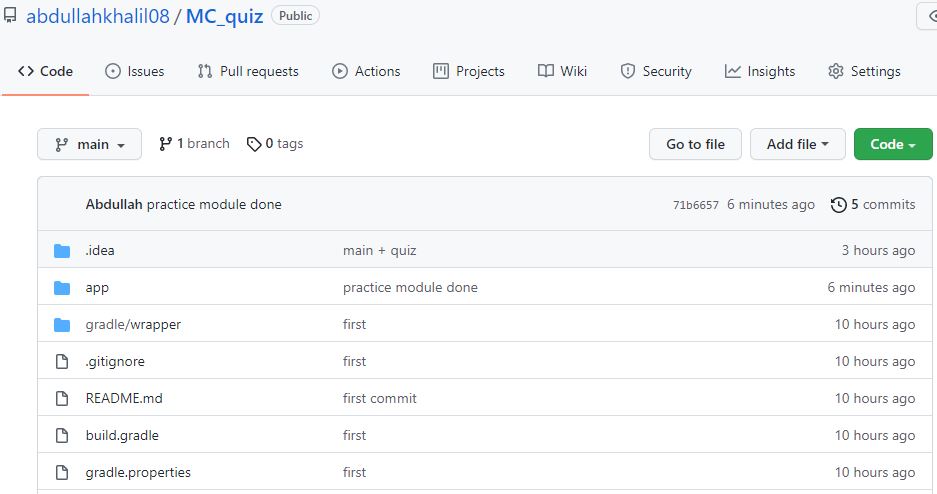 abdullahkhalil08 / MC_quiz Public
Code Issues Pull requests Actions Projects Wiki Security Insights Settings
main 1 branch 0 tags Go to file Add file Code
Abdullah practice module done 71b6657 6 minutes ago 5 commits
.idea main + quiz 3 hours ago
app practice module done 6 minutes ago
gradle/wrapper first 10 hours ago
.gitignore first 10 hours ago
README.md first commit 10 hours ago
build.gradle first 10 hours ago
gradle.properties first 10 hours ago